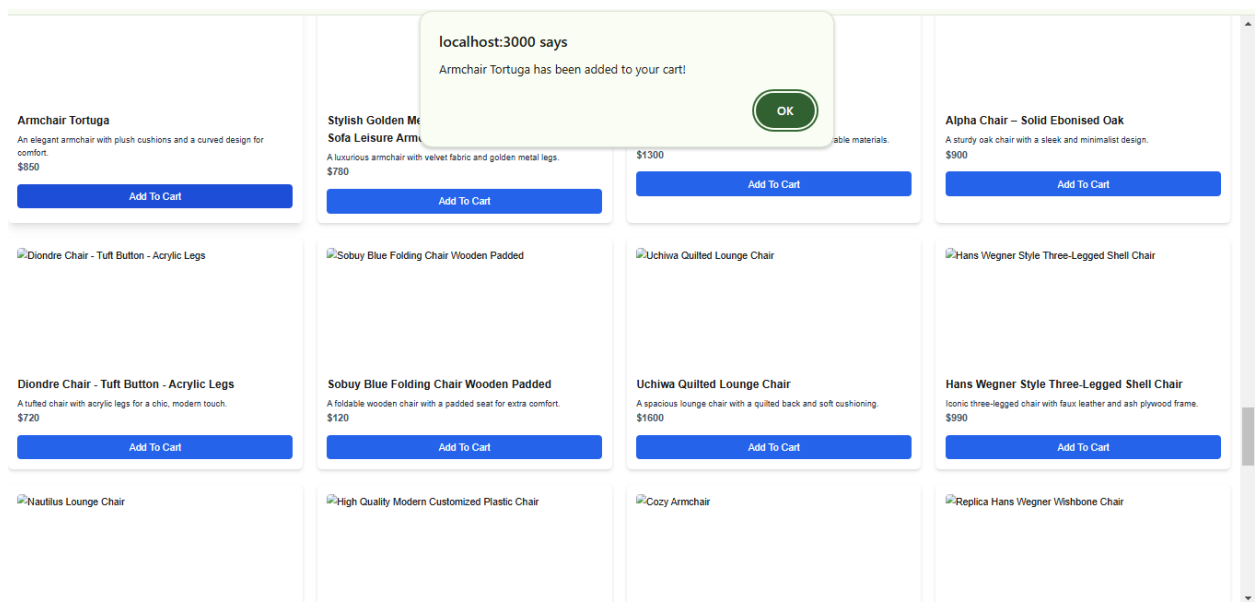 localhost:3000 says
Armchair Tortuga has been added to your cart!
OK
Armchair Tortuga
An elegant armchair with plush cushions and a curved design for
comfort.
$850
Add To Cart
Stylish Golden Me
Sofa Leisure Arm
A luxurious armchair with velvet fabric and golden metal legs.
$780
Add To Cart
able materials.
$1300
Add To Cart
Alpha Chair – Solid Ebonised Oak
A sturdy oak chair with a sleek and minimalist design.
$900
Add To Cart
Diondre Chair - Tuft Button - Acrylic Legs
Diondre Chair - Tuft Button - Acrylic Legs
A tufted chair with acrylic legs for a chic, modern touch.
$720
Add To Cart
Sobuy Blue Folding Chair Wooden Padded
Sobuy Blue Folding Chair Wooden Padded
A foldable wooden chair with a padded seat for extra comfort.
$120
Add To Cart
Uchiwa Quilted Lounge Chair
Uchiwa Quilted Lounge Chair
A spacious lounge chair with a quilted back and soft cushioning.
$1600
Add To Cart
Hans Wegner Style Three-Legged Shell Chair
Hans Wegner Style Three-Legged Shell Chair
Iconic three-legged chair with faux leather and ash plywood frame.
$990
Add To Cart
Nautilus Lounge Chair
High Quality Modern Customized Plastic Chair
Cozy Armchair
Replica Hans Wegner Wishbone Chair